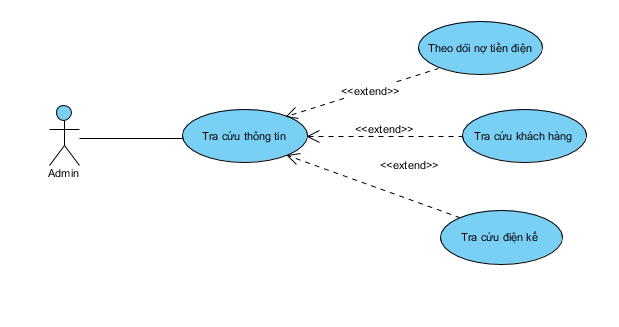 Theo dõi nợ tiền điện
<<extend>>
Tra cứu thông tin
<<extend>>
Tra cứu khách hàng
<<extend>>
Admin
Tra cứu điện kế